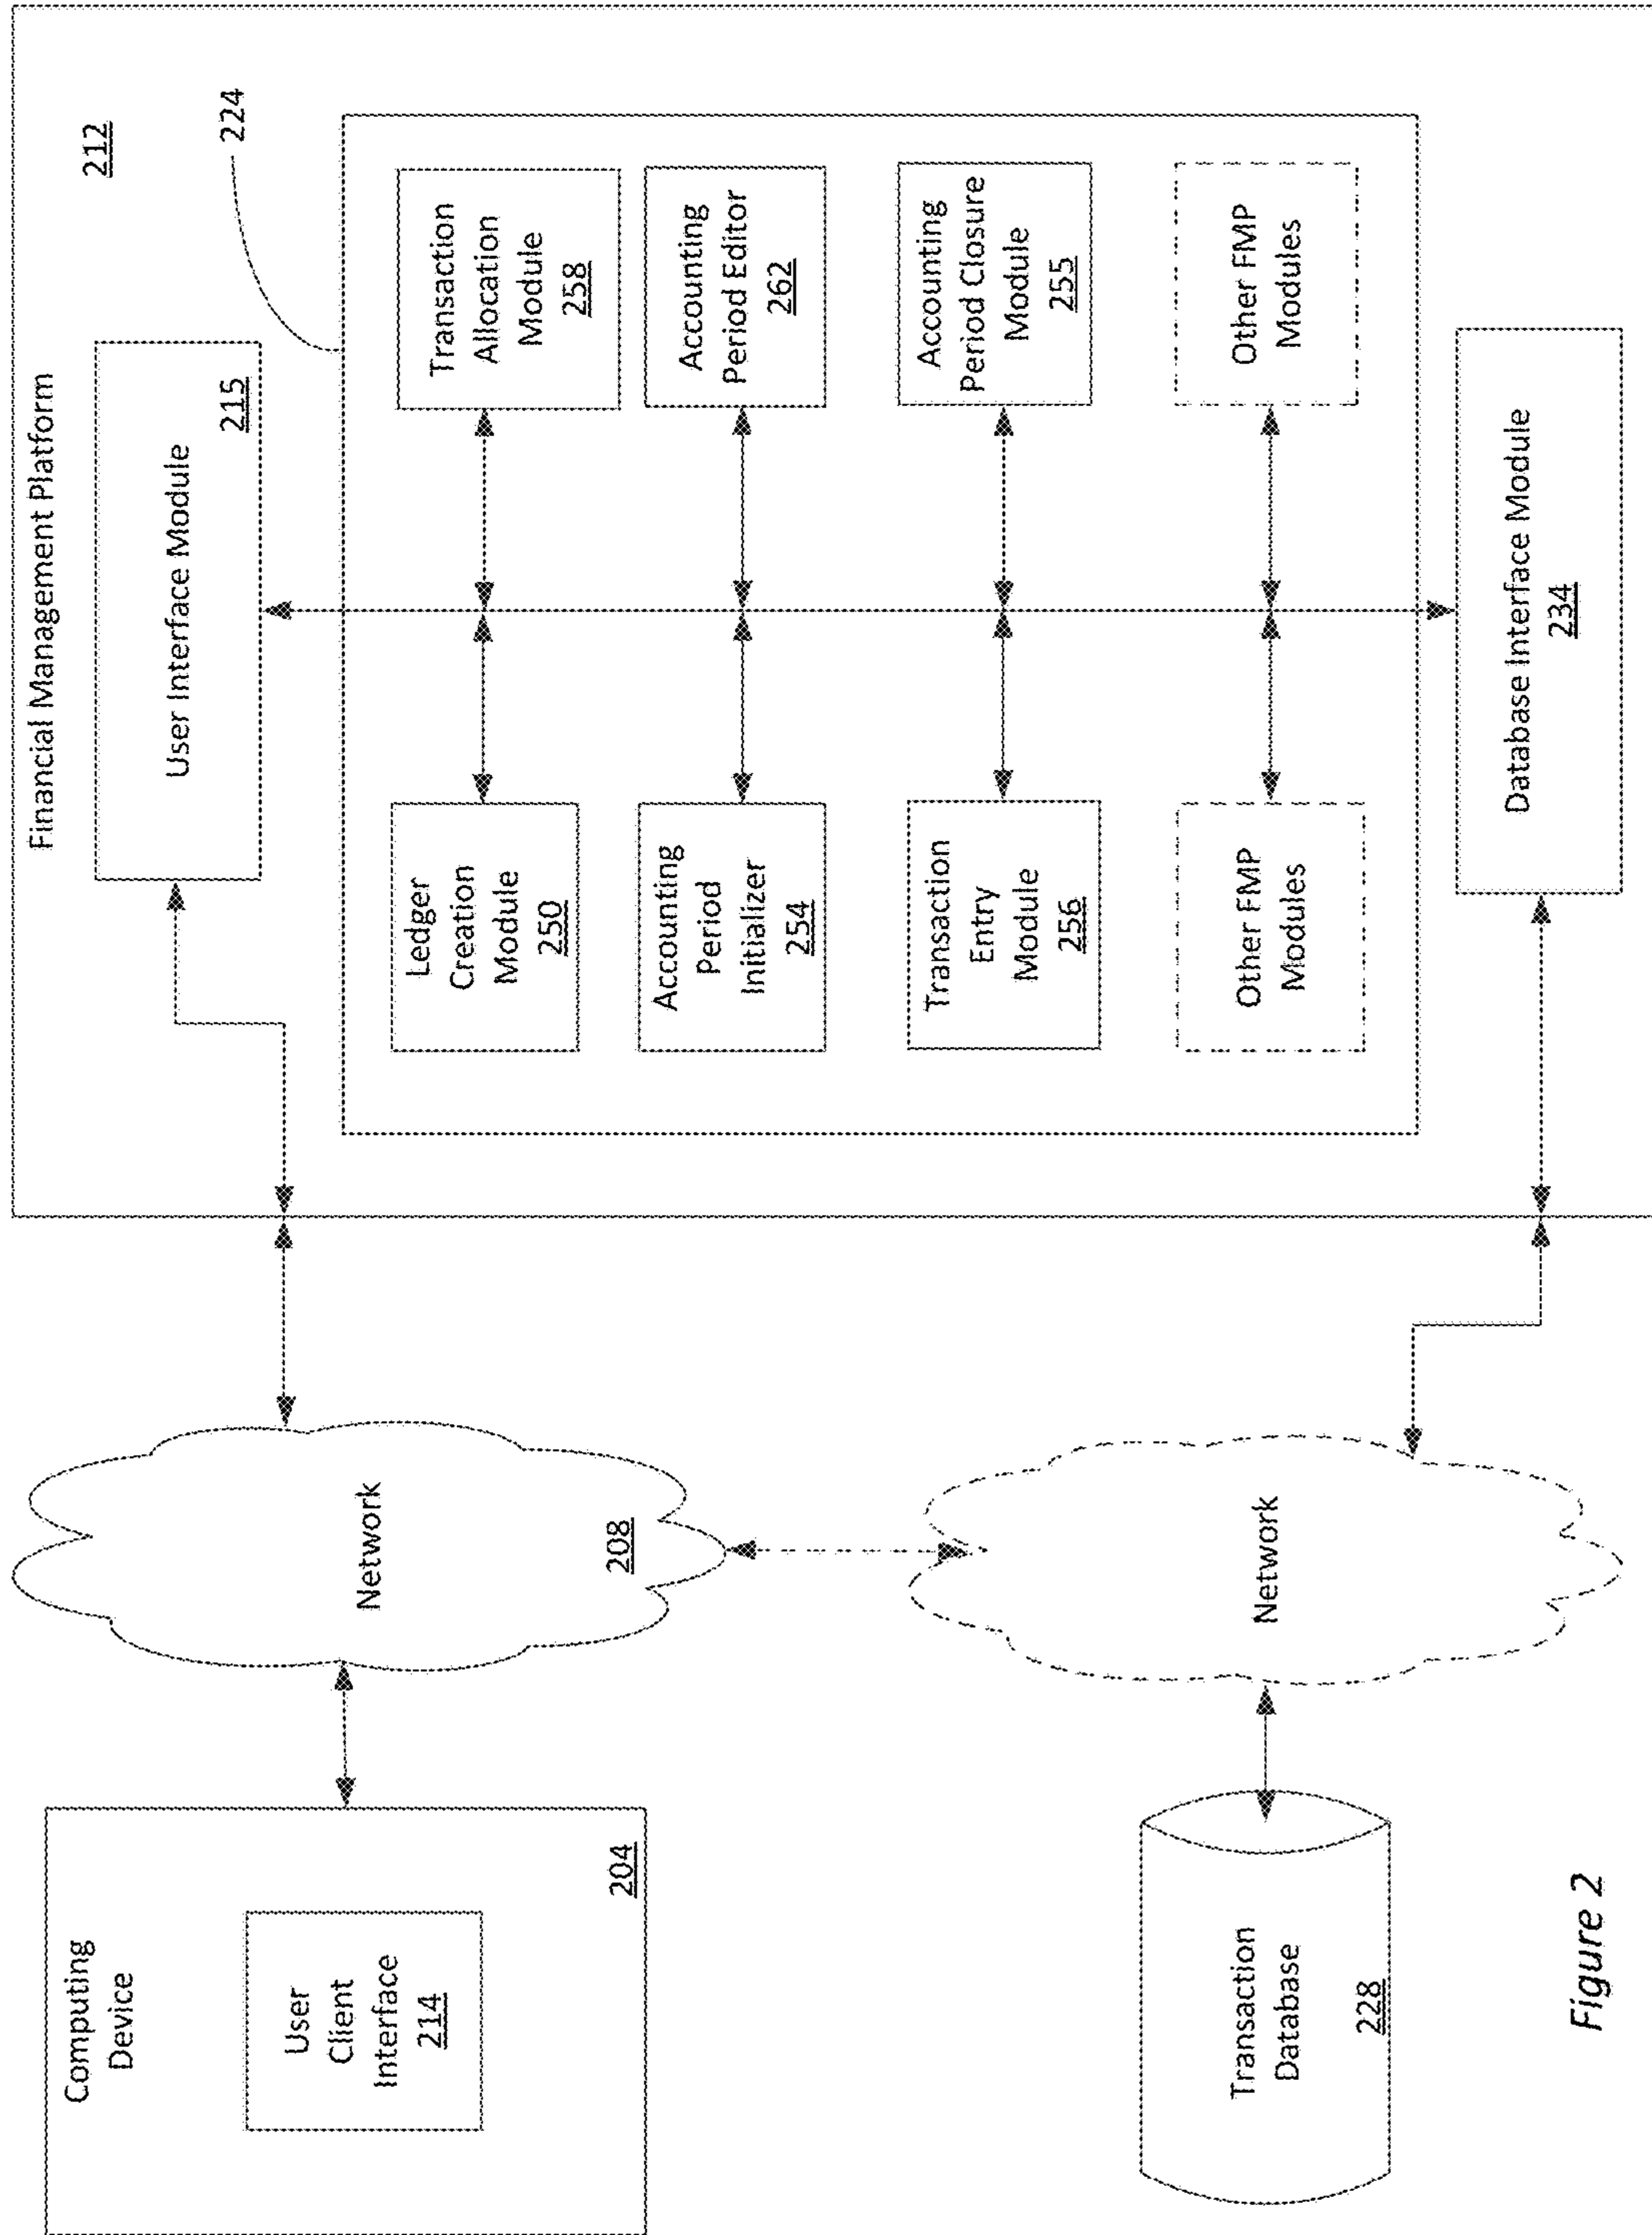 Financial Management Platform
212
User Interface Module
215
224
Ledger
Creation
Module
250
Transaction
Allocation
Module
258
Accounting
Period
Initializer
254
Accounting
Period Editor
262
Transaction
Entry
Module
256
Accounting
Period Closure
Module
255
Other FMP
Modules
Other FMP
Modules
Database Interface Module
234
Computing
Device
User
Client
Interface
214
204
Network
208
Network
Transaction
Database
228
Figure 2